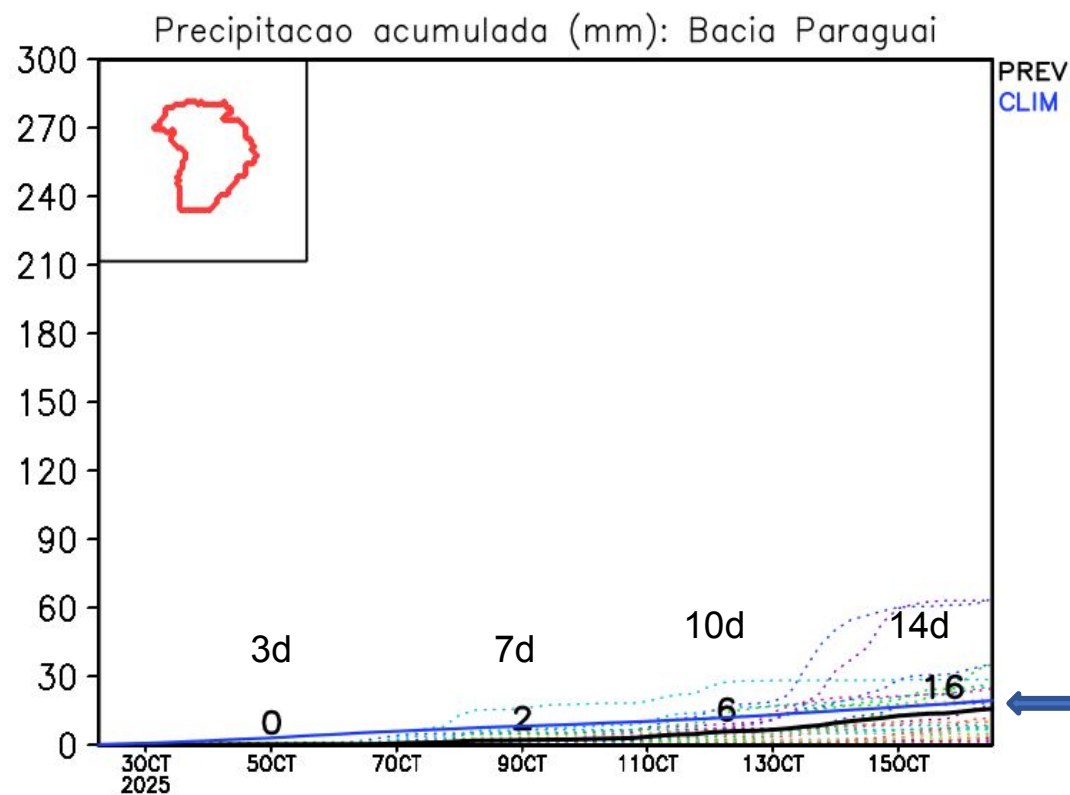 Precipitacao acumulada (mm): Bacia Paraguai
PREV
CLIM
300
270
240
210
180
150
120
90
60
30
0
3d
7d
10d
14d
0
2
6
16
3OCT
5OCT
7OCT
9OCT
11OCT
13OCT
15OCT
2025